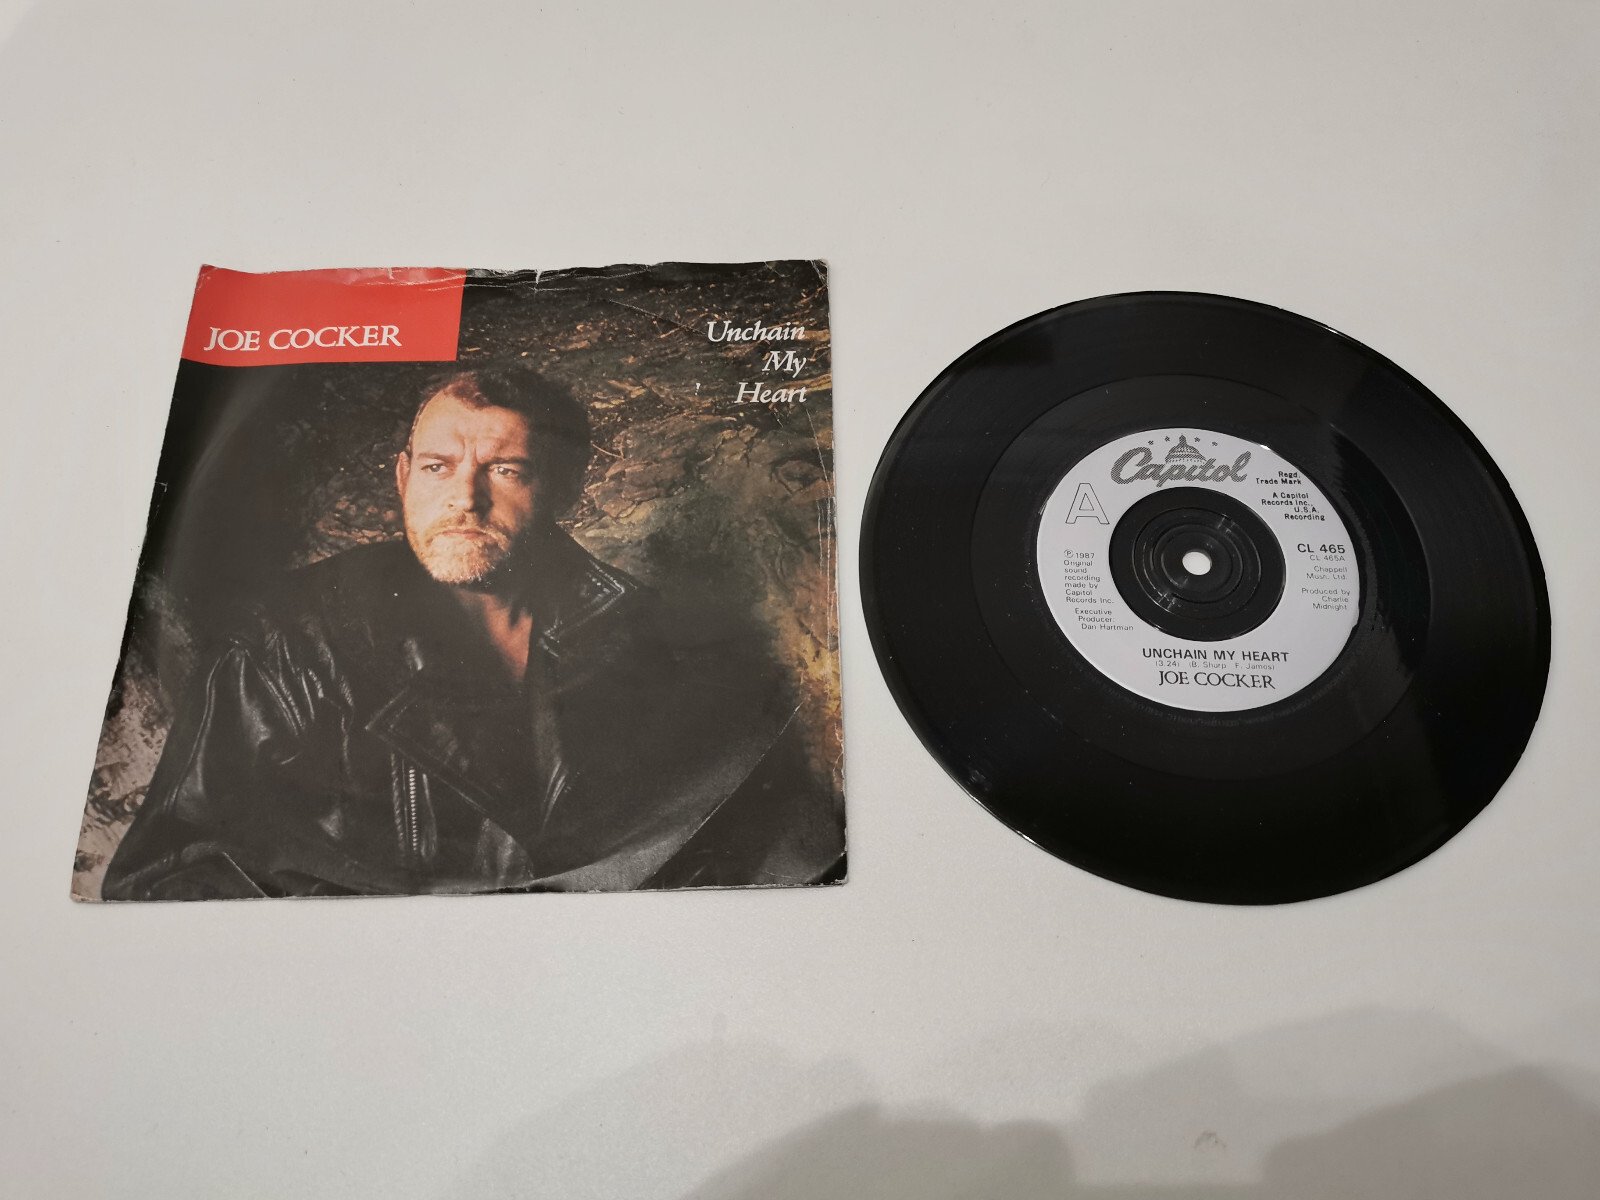 JOE COCKER
Unchain
My
Heart
Capitol
Regd.
Trade Mark
A Capitol
Records Inc.,
U.S.A.
Recording
A
CL 465
CL 465A
Chappell
Music Ltd.
Produced by
Charlie
Midnight
℗ 1987
Original
sound
recording
made by
Capitol
Records Inc.
Executive
Producer:
Dan Hartman
UNCHAIN MY HEART
(3.24) (B. Sharp F. James)
JOE COCKER